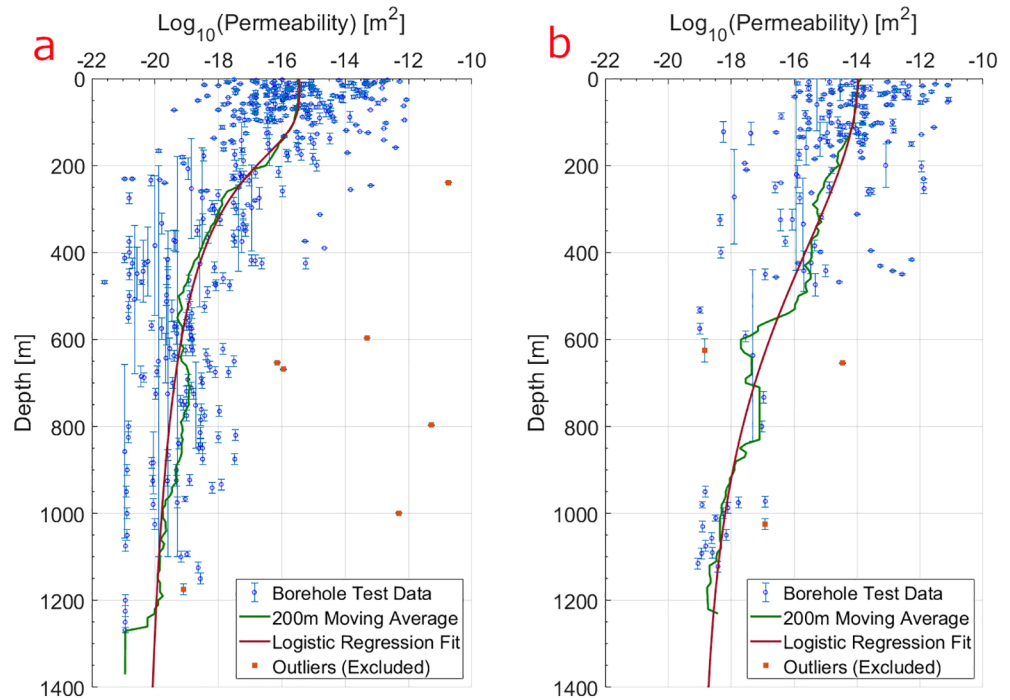 a
Log10(Permeability) [m2]
-22 -20 -18 -16 -14 -12 -10
0
200
400
600
800
1000
1200
1400
Depth [m]
Borehole Test Data
200m Moving Average
Logistic Regression Fit
Outliers (Excluded)
b
Log10(Permeability) [m2]
-22 -18 -16 -14 -12 -10
0
200
400
600
800
1000
1200
1400
Depth [m]
Borehole Test Data
200m Moving Average
Logistic Regression Fit
Outliers (Excluded)